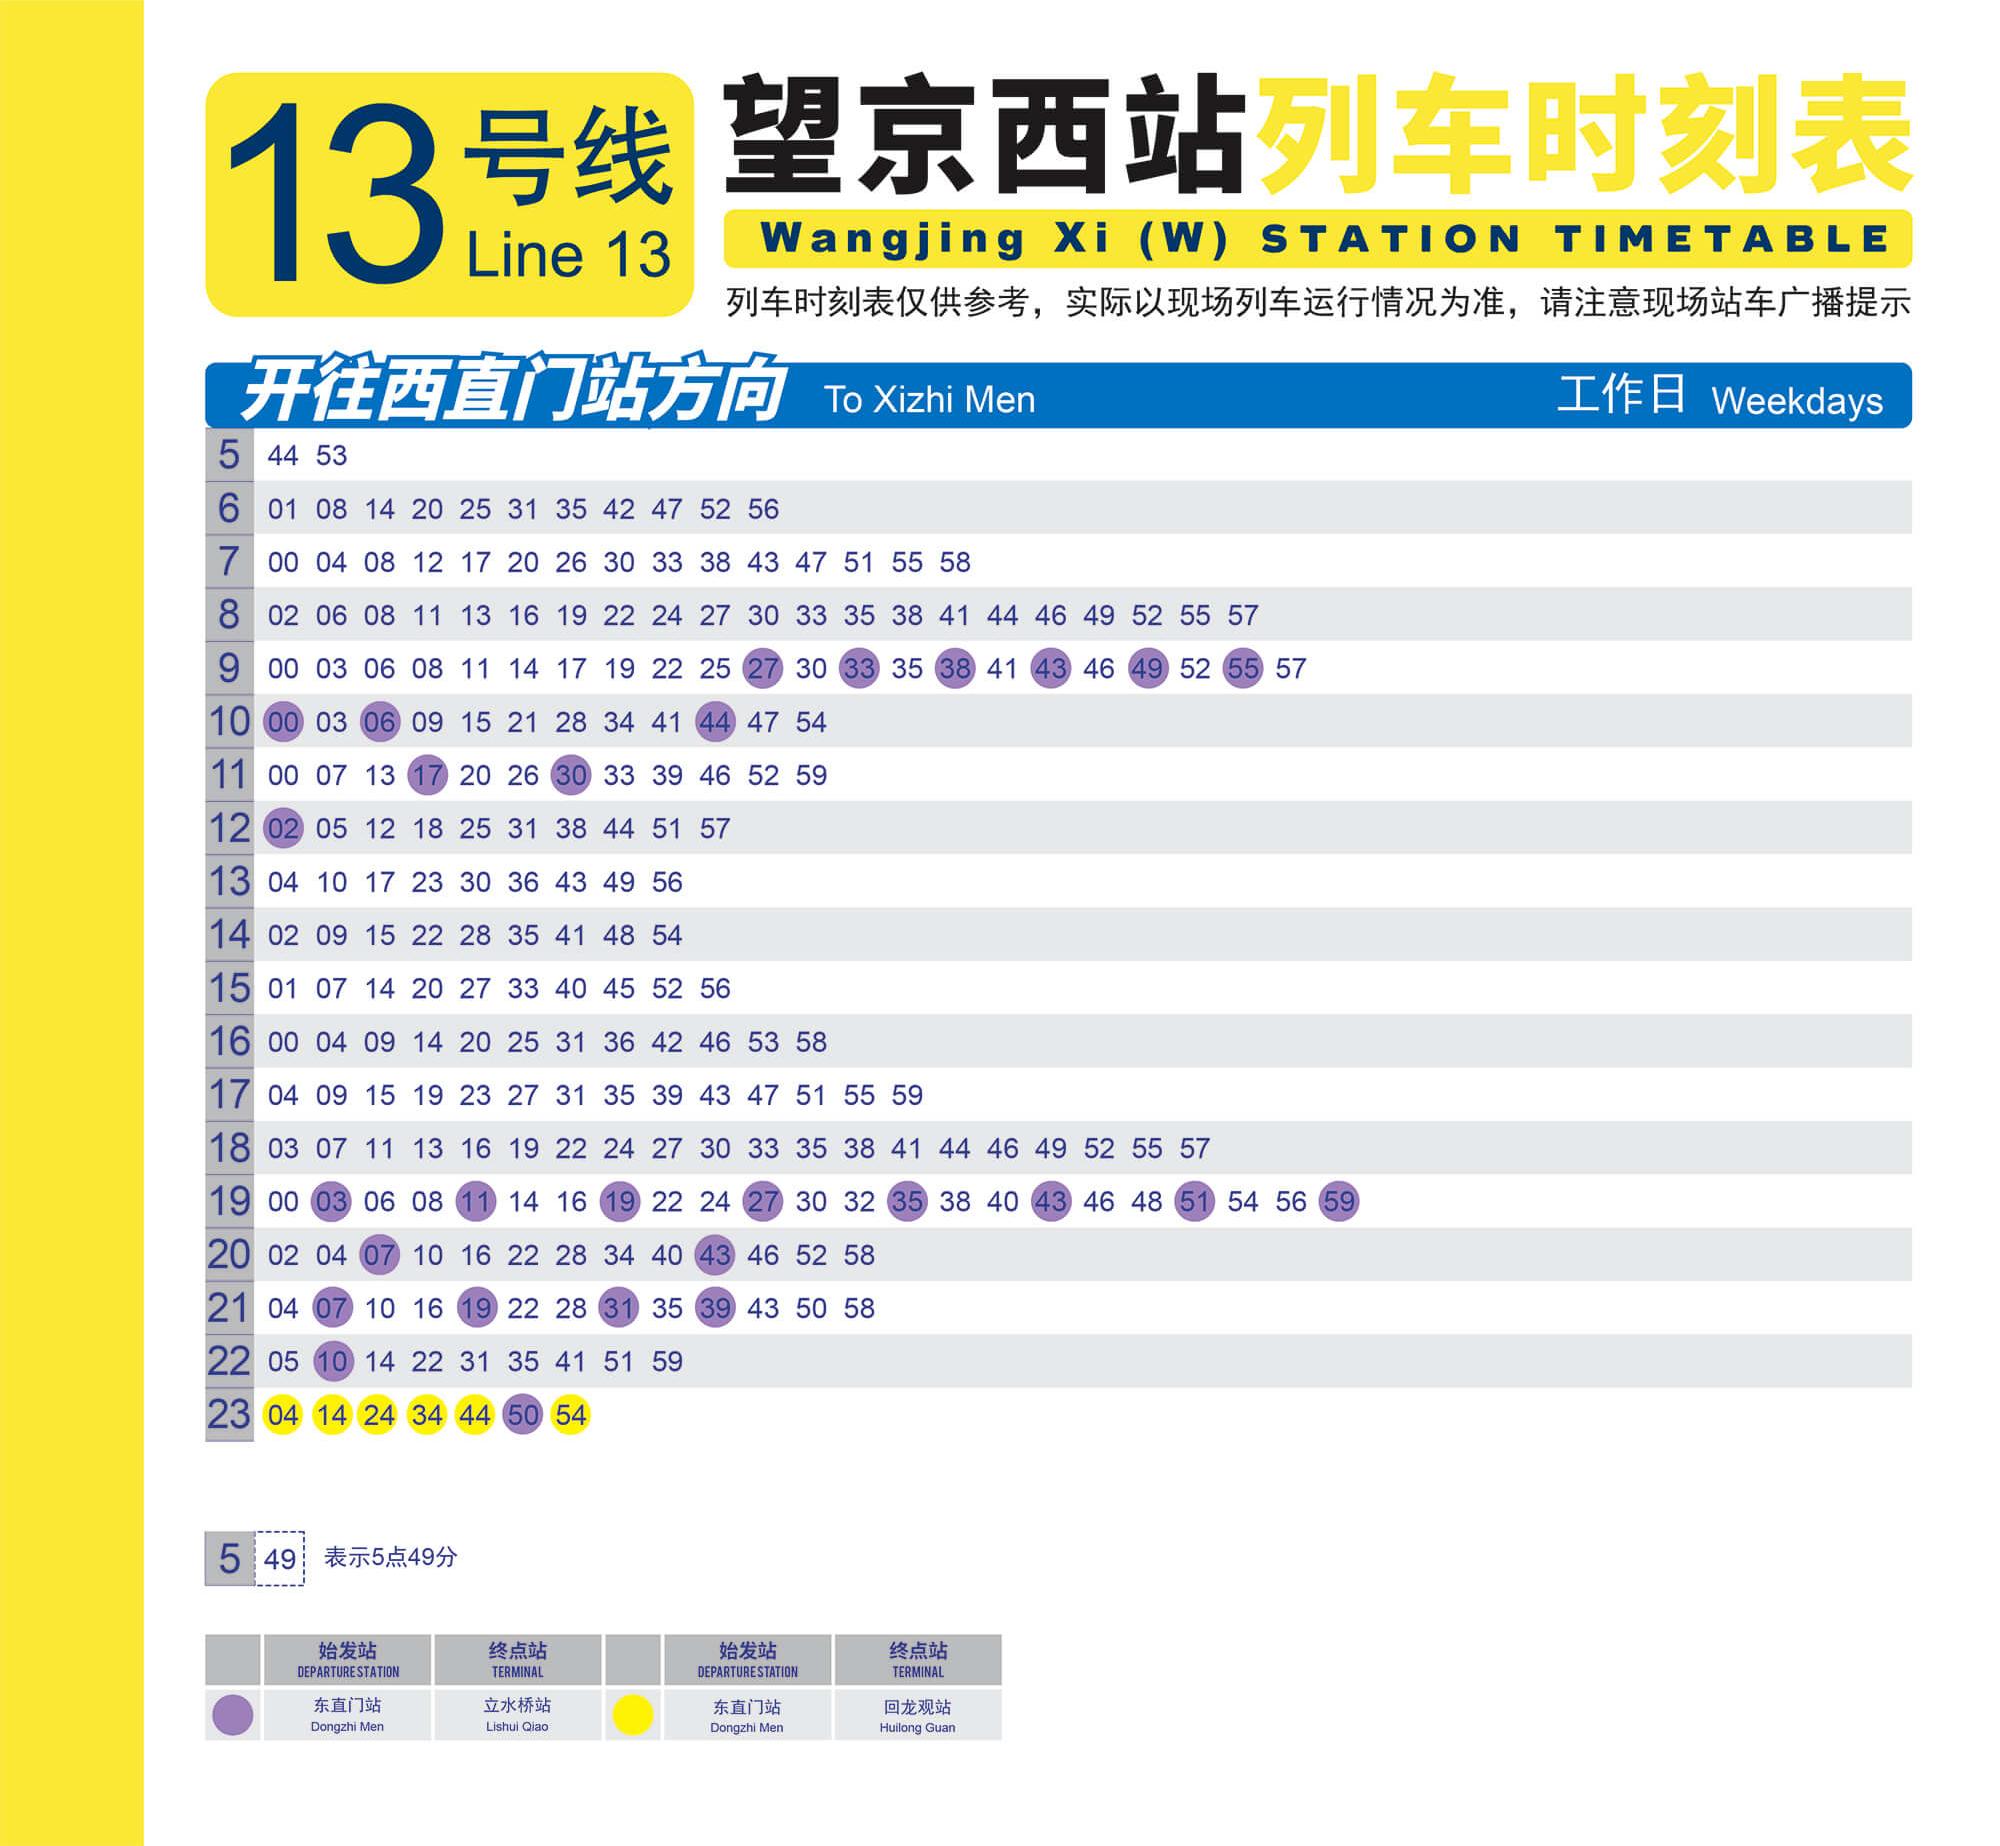 13号线
Line 13
望京西站列车时刻表
Wangjing Xi (W) STATION TIMETABLE
列车时刻表仅供参考，实际以现场列车运行情况为准，请注意现场站车广播提示
开往西直门站方向 To Xizhi Men 工作日 Weekdays
5 44 53
6 01 08 14 20 25 31 35 42 47 52 56
7 00 04 08 12 17 20 26 30 33 38 43 47 51 55 58
8 02 06 08 11 13 16 19 22 24 27 30 33 35 38 41 44 46 49 52 55 57
9 00 03 06 08 11 14 17 19 22 25 27 30 33 35 38 41 43 46 49 52 55 57
10 00 03 06 09 15 21 28 34 41 44 47 54
11 00 07 13 17 20 26 30 33 39 46 52 59
12 02 05 12 18 25 31 38 44 51 57
13 04 10 17 23 30 36 43 49 56
14 02 09 15 22 28 35 41 48 54
15 01 07 14 20 27 33 40 45 52 56
16 00 04 09 14 20 25 31 36 42 46 53 58
17 04 09 15 19 23 27 31 35 39 43 47 51 55 59
18 03 07 11 13 16 19 22 24 27 30 33 35 38 41 44 46 49 52 55 57
19 00 03 06 08 11 14 16 19 22 24 27 30 32 35 38 40 43 46 48 51 54 56 59
20 02 04 07 10 16 22 28 34 40 43 46 52 58
21 04 07 10 16 19 22 28 31 35 39 43 50 58
22 05 10 14 22 31 35 41 51 59
23 04 14 24 34 44 50 54
5 49 表示5点49分
始发站 终点站 始发站 终点站
DEPARTURE STATION TERMINAL DEPARTURE STATION TERMINAL
东直门站 立水桥站 东直门站 回龙观站
Dongzhi Men Lishui Qiao Dongzhi Men Huilong Guan